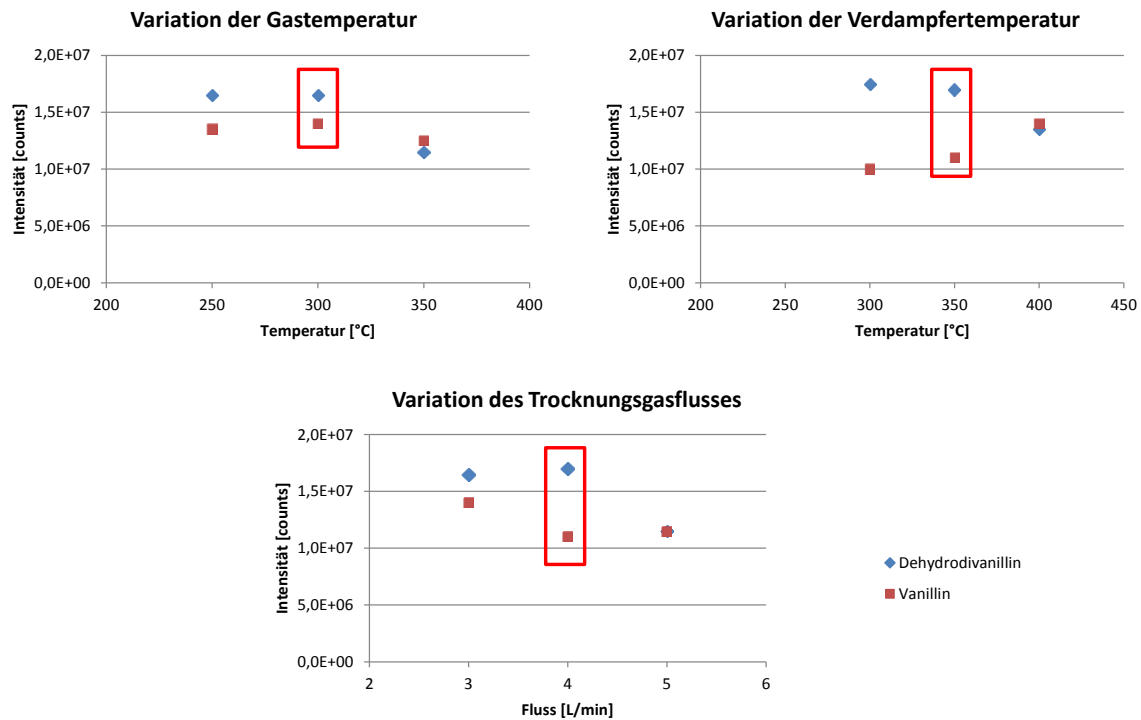 Variation der Gastemperatur
2,0E+07
1,5E+07
1,0E+07
5,0E+06
0,0E+00
200 250 300 350 400
Intensität [counts]
Temperatur [°C]
Variation der Verdampfertemperatur
2,0E+07
1,5E+07
1,0E+07
5,0E+06
0,0E+00
200 250 300 350 400 450
Intensität [counts]
Temperatur [°C]
Variation des Trocknungsgasflusses
2,0E+07
1,5E+07
1,0E+07
5,0E+06
0,0E+00
2 3 4 5 6
Intensität [counts]
Fluss [L/min]
Dehydrodivanillin
Vanillin